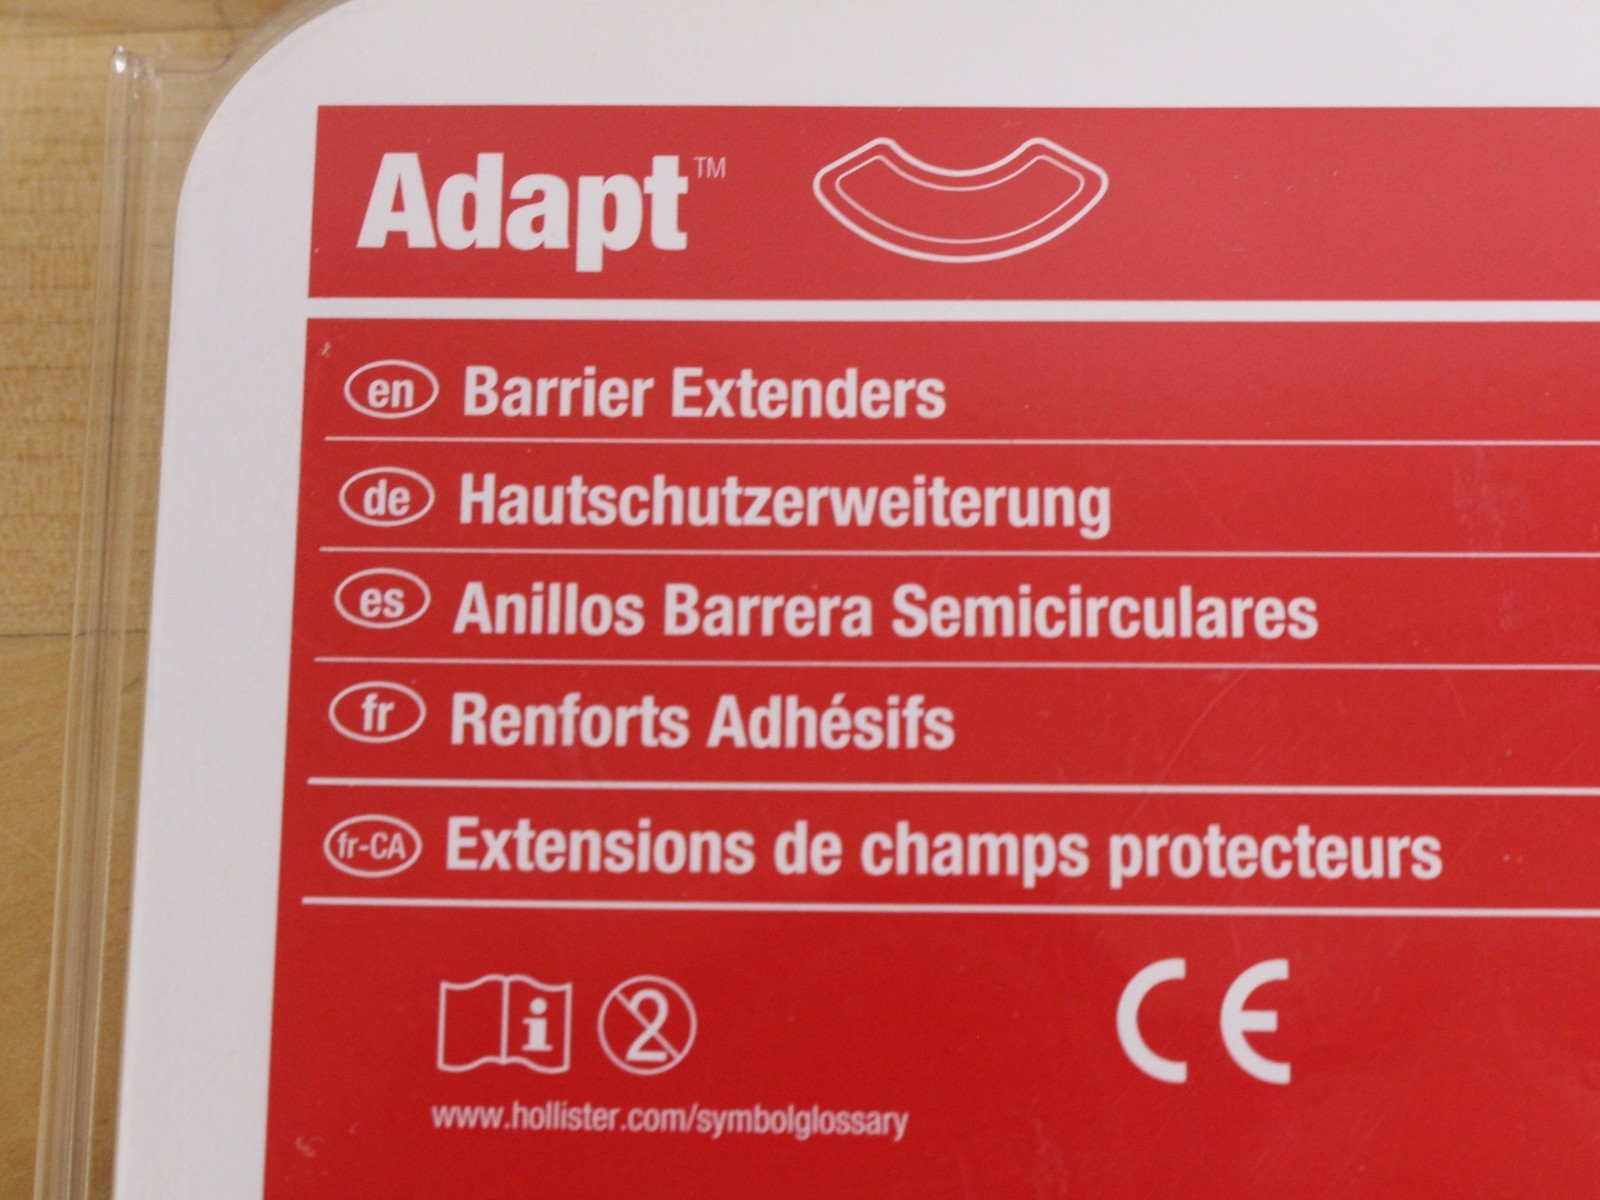 Adapt™
en Barrier Extenders
de Hautschutzerweiterung
es Anillos Barrera Semicirculares
fr Renforts Adhésifs
fr-CA Extensions de champs protecteurs
i 2 CE
www.hollister.com/symbolglossary